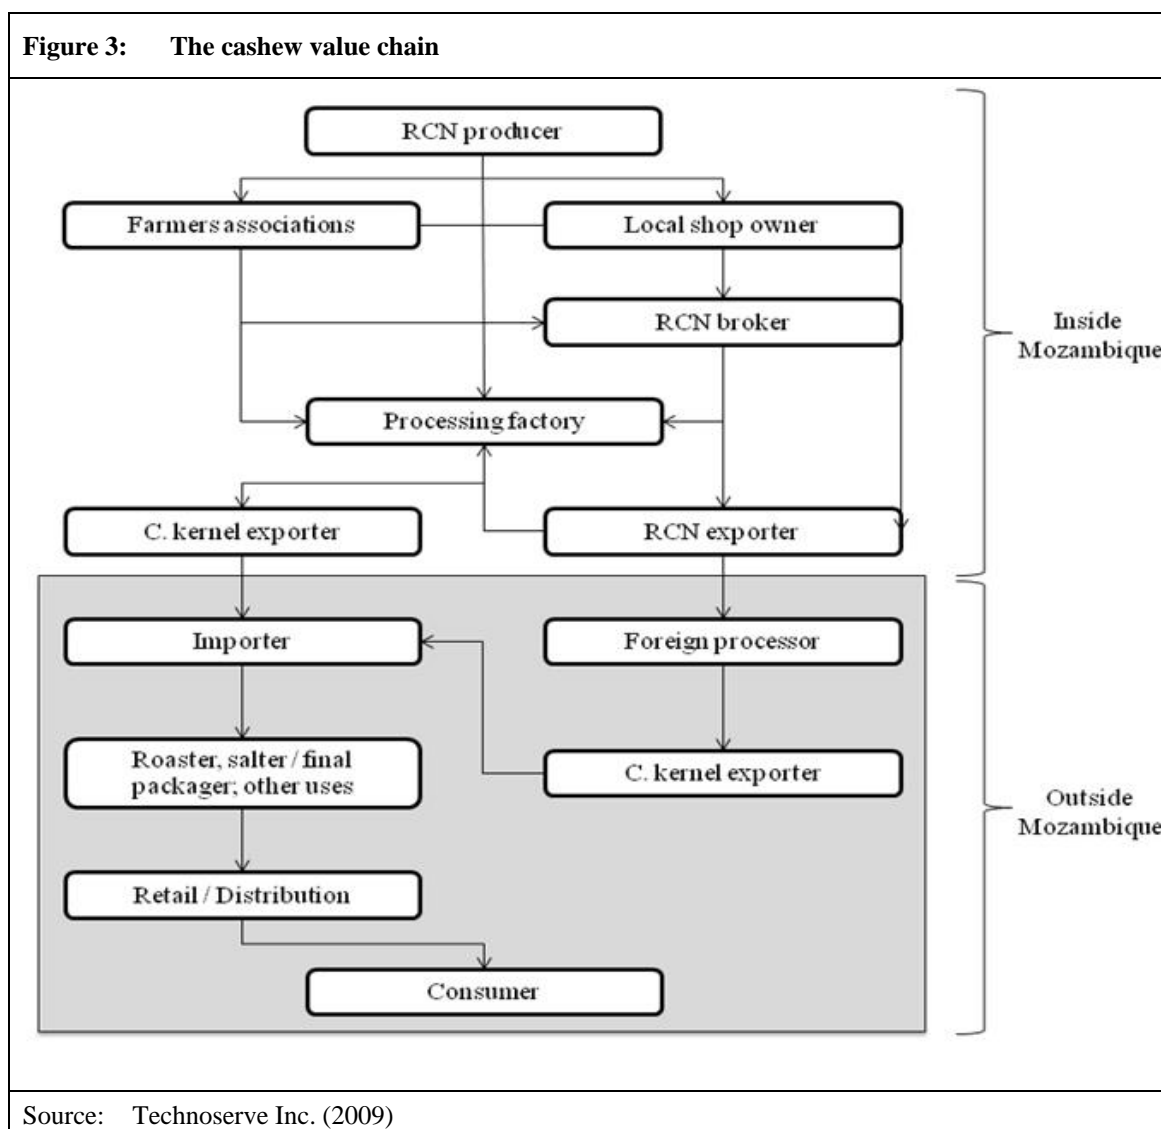 Figure 3: The cashew value chain
RCN producer
Farmers associations
Local shop owner
RCN broker
Inside
Mozambique
Processing factory
C. kernel exporter
RCN exporter
Importer
Foreign processor
Roaster, salter / final
packager; other uses
C. kernel exporter
Outside
Mozambique
Retail / Distribution
Consumer
Source: Technoserve Inc. (2009)